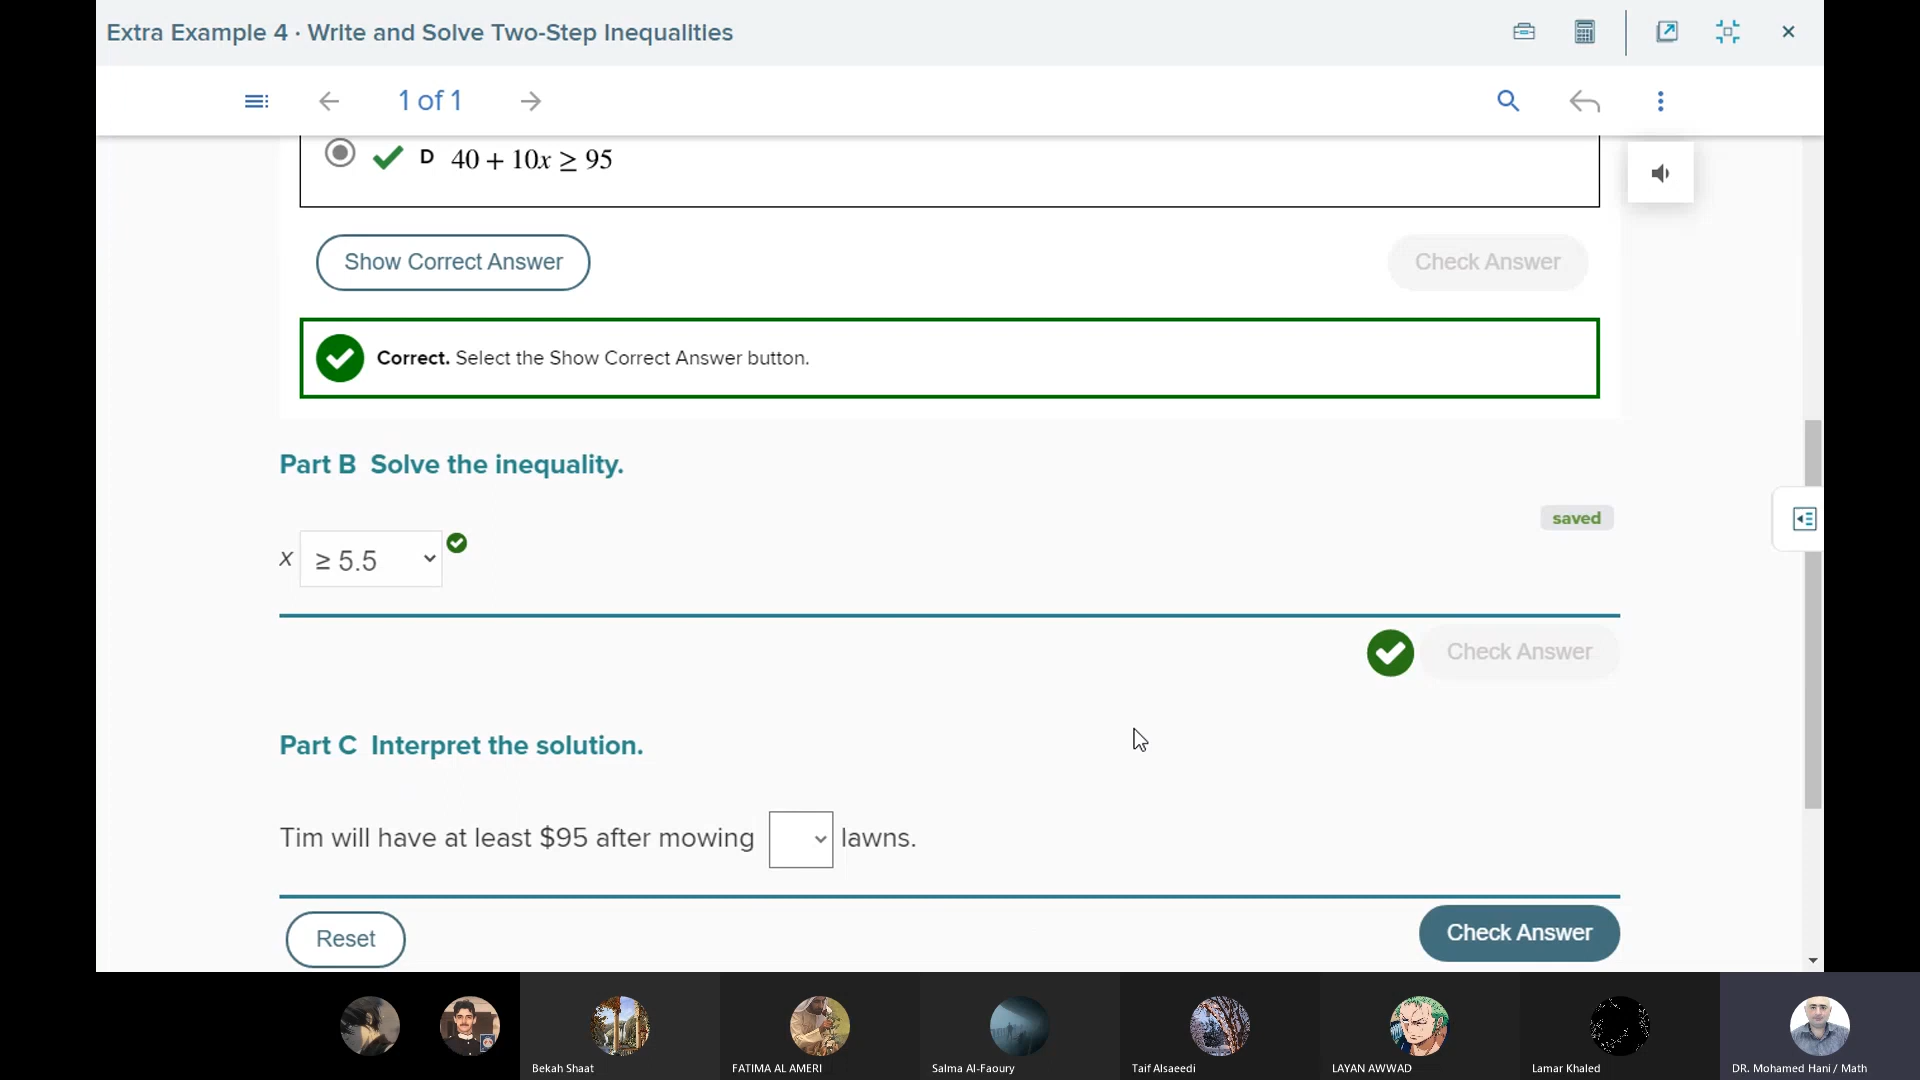 Extra Example 4 · Write and Solve Two-Step Inequalities
1 of 1
D 40 + 10x ≥ 95
Show Correct Answer
Check Answer
Correct. Select the Show Correct Answer button.
Part B Solve the inequality.
saved
x ≥ 5.5
Check Answer
Part C Interpret the solution.
Tim will have at least $95 after mowing lawns.
Reset
Check Answer
Bekah Shaat
FATIMA AL AMERI
Salma Al-Faoury
Taif Alsaeedi
LAYAN AWWAD
Lamar Khaled
DR. Mohamed Hani / Math